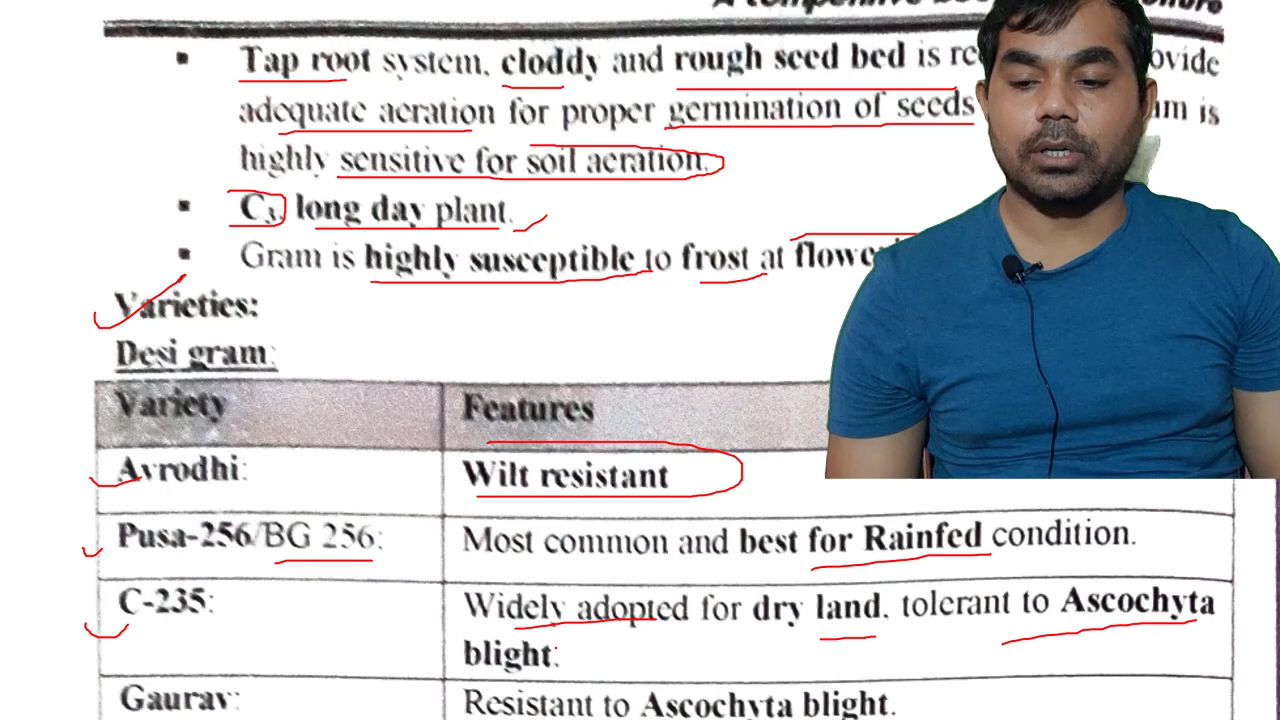 Tap root system, cloddy and rough seed bed is
adequate aeration for proper germination of seeds is
highly sensitive for soil aeration.
C3, long day plant.
Gram is highly susceptible to frost at
Varieties:
Desi gram:
Variety Features
Avrodhi: Wilt resistant
Pusa-256/BG 256: Most common and best for Rainfed condition.
C-235: Widely adopted for dry land, tolerant to Ascochyta
blight:
Gaurav: Resistant to Ascochyta blight.